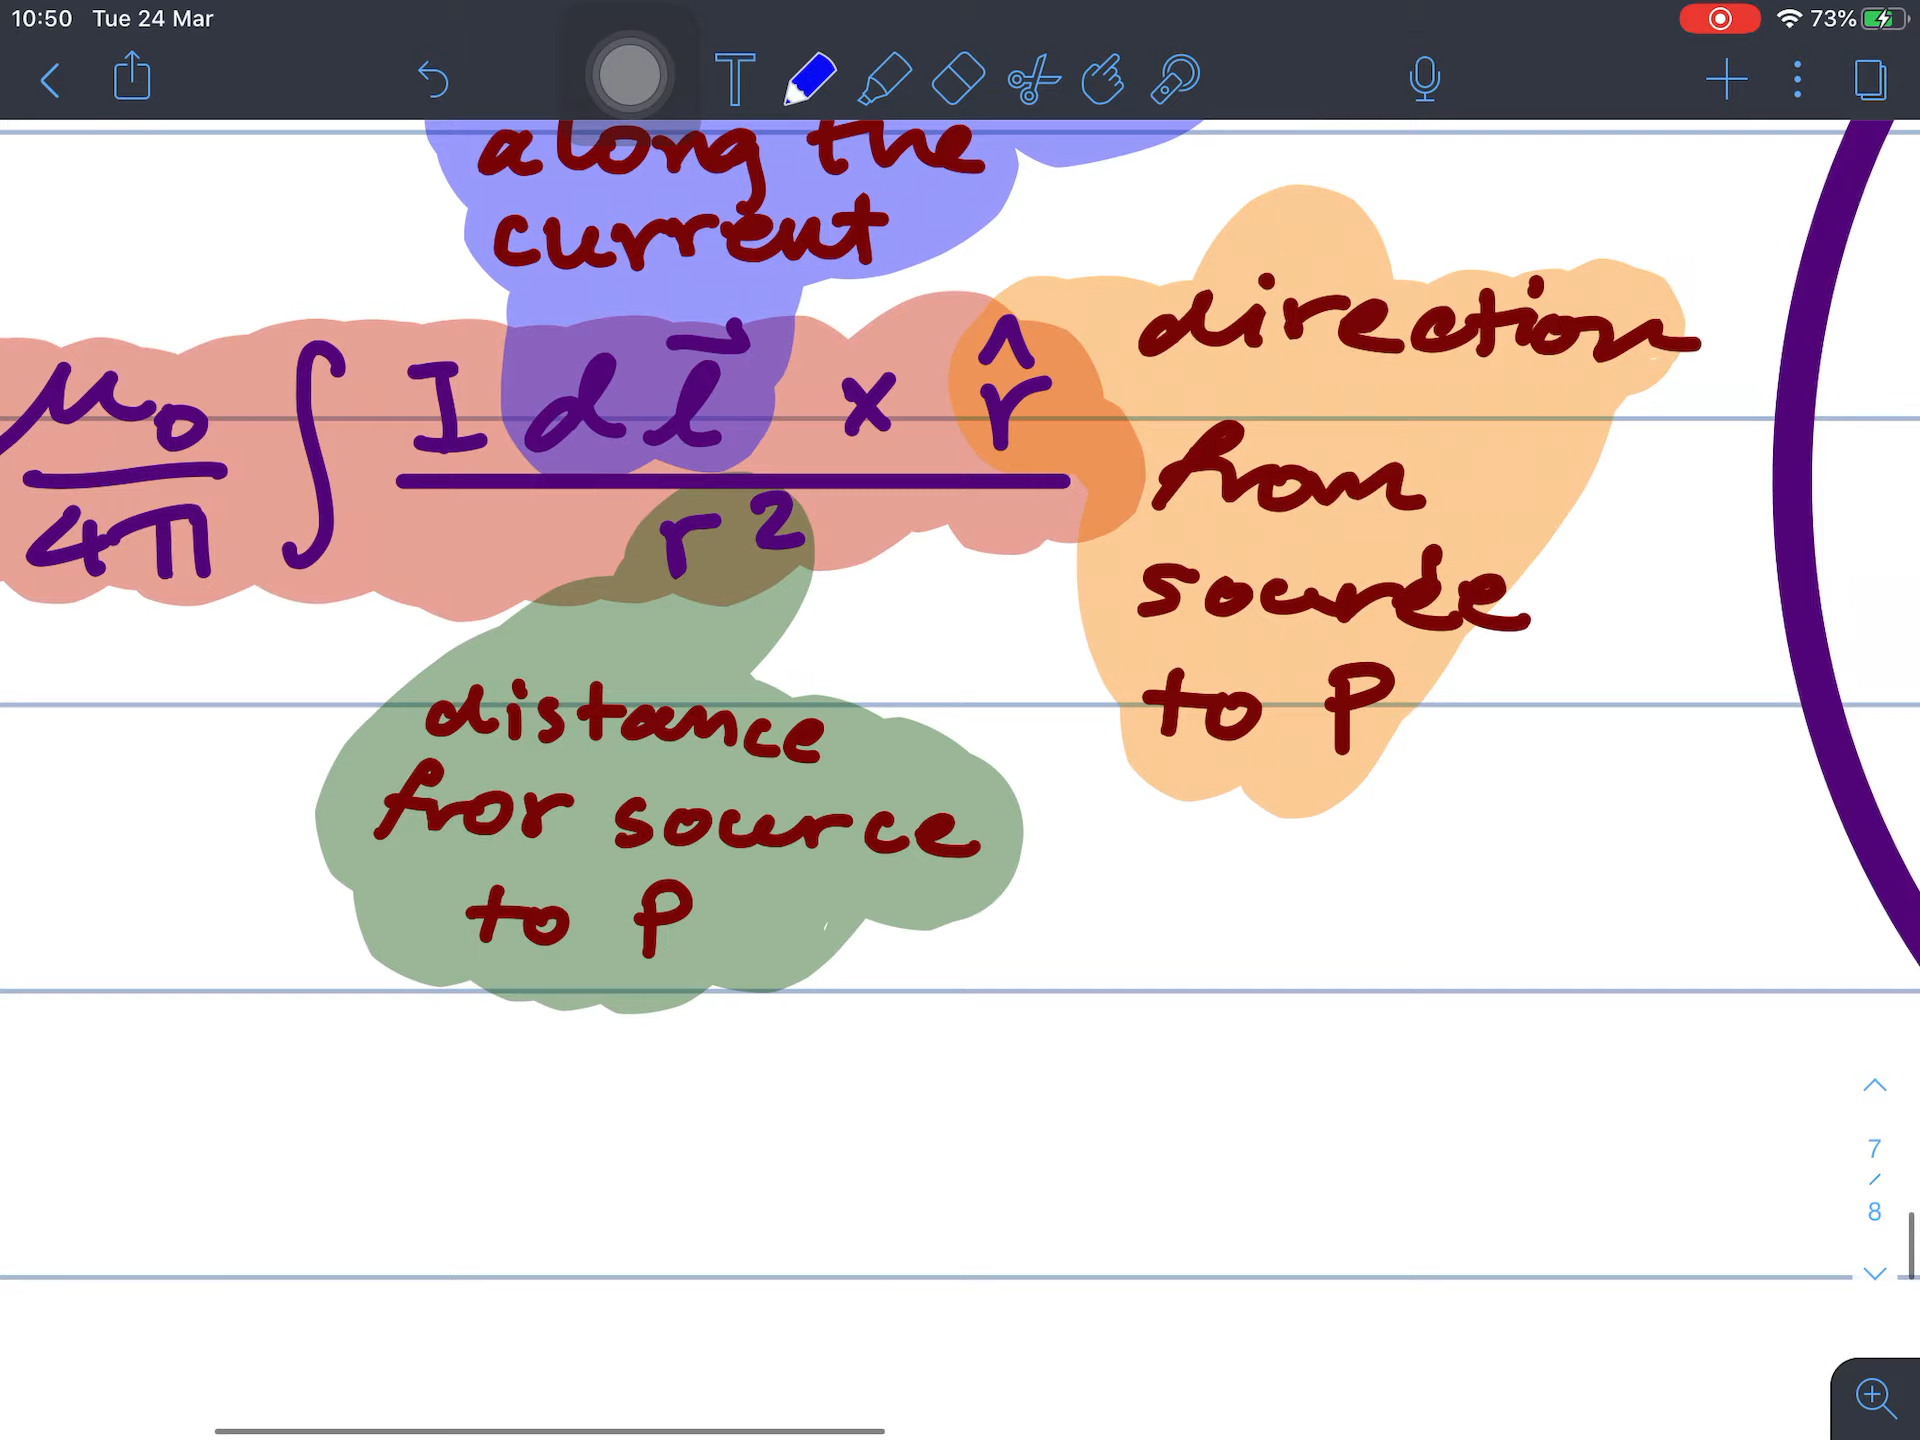 10:50 Tue 24 Mar
73%
T
along the
current
μ₀/4π ∫ I d𝑙⃗ × r̂ / r²
direction
from
source
to P
distance
fror source
to P
7
/
8